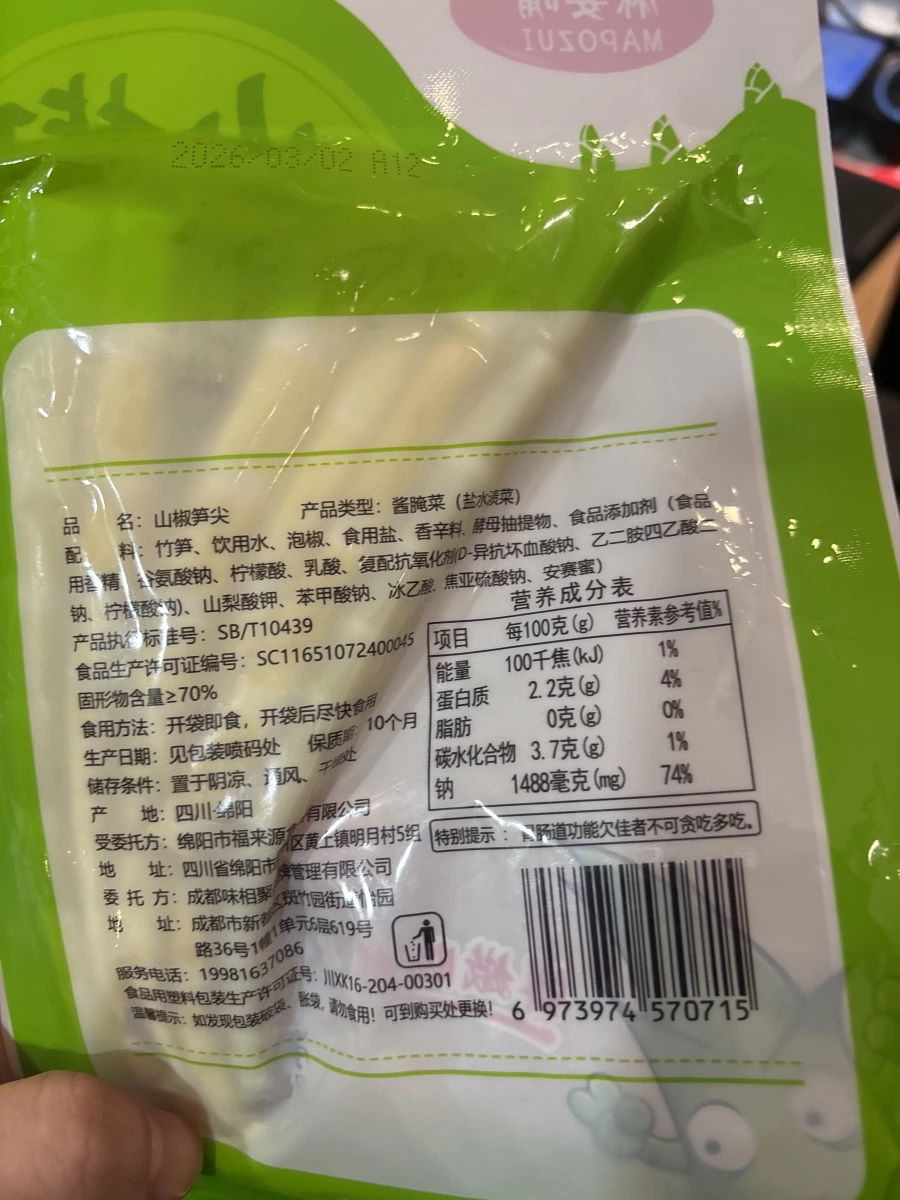 MAPOZUI
2026/03/02 A12
品 名：山椒笋尖 产品类型：酱腌菜（盐水渍菜）
配 料：竹笋、饮用水、泡椒、食用盐、香辛料、酵母抽提物、食品添加剂（食品
用香精、谷氨酸钠、柠檬酸、乳酸、复配抗氧化剂(D-异抗坏血酸钠、乙二胺四乙酸二
钠、柠檬酸钠)、山梨酸钾、苯甲酸钠、冰乙酸、焦亚硫酸钠、安赛蜜）
产品执行标准号：SB/T10439
食品生产许可证编号：SC11651072400045
固形物含量≥70%
食用方法：开袋即食，开袋后尽快食用
生产日期：见包装喷码处 保质期：10个月
储存条件：置于阴凉、通风、干燥处
产 地：四川·绵阳
受委托方：绵阳市福来源 有限公司
地 址：四川省绵阳市 区黄土镇明月村5组
委 托 方：成都味相聚 管理有限公司
地 址：成都市新都 斑竹园街道 怡园
路36号1幢1单元6层619号
服务电话：19981637086
食品用塑料包装生产许可证号：川XK16-204-00301
温馨提示：如发现包装破袋、胀袋，请勿食用！可到购买处更换！
营养成分表
项目 每100克(g) 营养素参考值%
能量 100千焦(kJ) 1%
蛋白质 2.2克(g) 4%
脂肪 0克(g) 0%
碳水化合物 3.7克(g) 1%
钠 1488毫克(mg) 74%
特别提示：胃肠道功能欠佳者不可贪吃多吃。
6 973974 570715